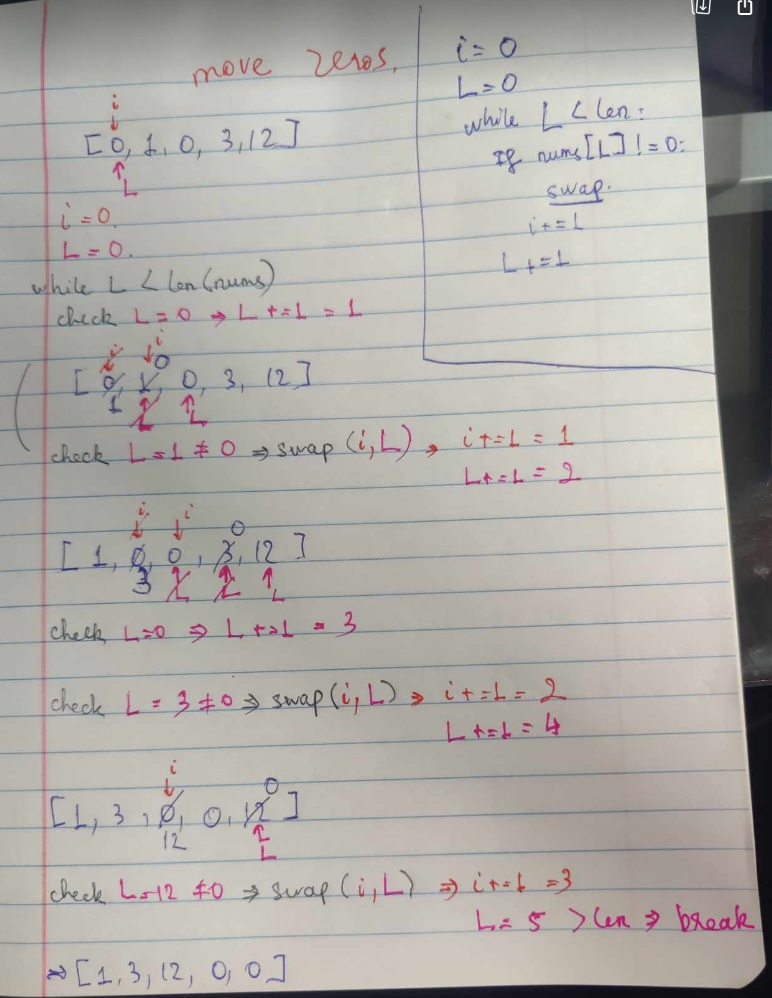 move zeros.
i
[0, 1, 0, 3, 12]
L
i = 0.
L = 0.
while L < len(nums)
check L = 0 → L += 1 = 1
i i
0
[0, 1, 0, 3, 12]
1 L L
check L = 1 ≠ 0 ⇒ swap (i, L) → i += 1 = 1
L += 1 = 2
i i
0
[1, 0, 0, 3, 12]
3 L L L
check L=0 ⇒ L += 1 = 3
check L = 3 ≠ 0 ⇒ swap (i, L) ⇒ i += 1 = 2
L += 1 = 4
i
0
[1, 3, 0, 0, 12]
12
L
check L = 12 ≠ 0 ⇒ swap (i, L) ⇒ i += 1 = 3
L = 5 > len ⇒ break
⇒ [1, 3, 12, 0, 0]
i = 0
L = 0
while L < len:
If nums[L] != 0:
swap.
i += 1
L += 1